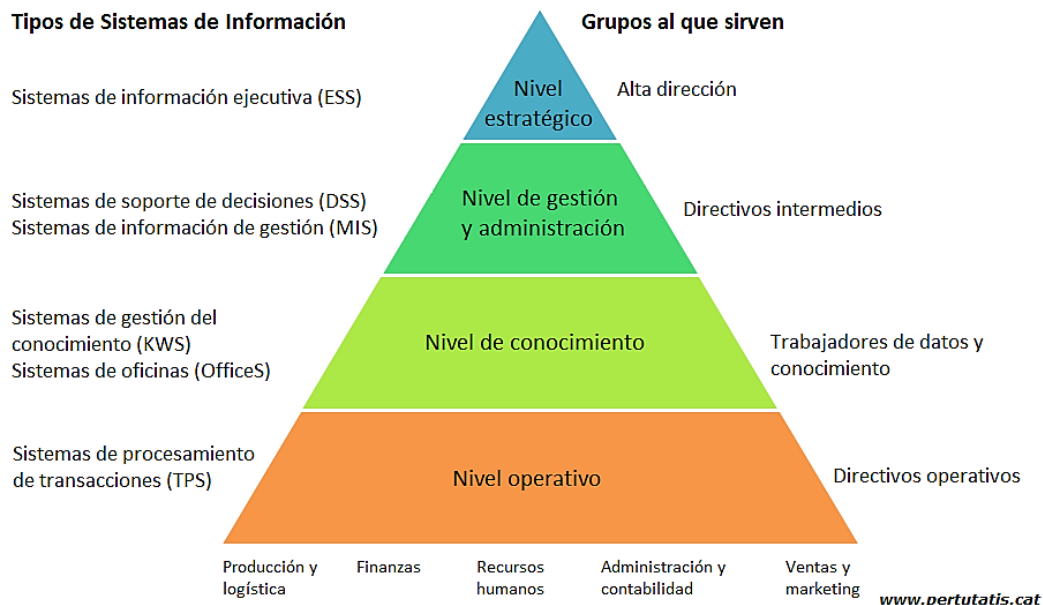 Tipos de Sistemas de Información
Grupos al que sirven
Sistemas de información ejecutiva (ESS)
Nivel
estratégico
Alta dirección
Sistemas de soporte de decisiones (DSS)
Sistemas de información de gestión (MIS)
Nivel de gestión
y administración
Directivos intermedios
Sistemas de gestión del
conocimiento (KWS)
Sistemas de oficinas (OfficeS)
Nivel de conocimiento
Trabajadores de datos y
conocimiento
Sistemas de procesamiento
de transacciones (TPS)
Nivel operativo
Directivos operativos
Producción y
logística
Finanzas
Recursos
humanos
Administración y
contabilidad
Ventas y
marketing
www.pertutatis.cat